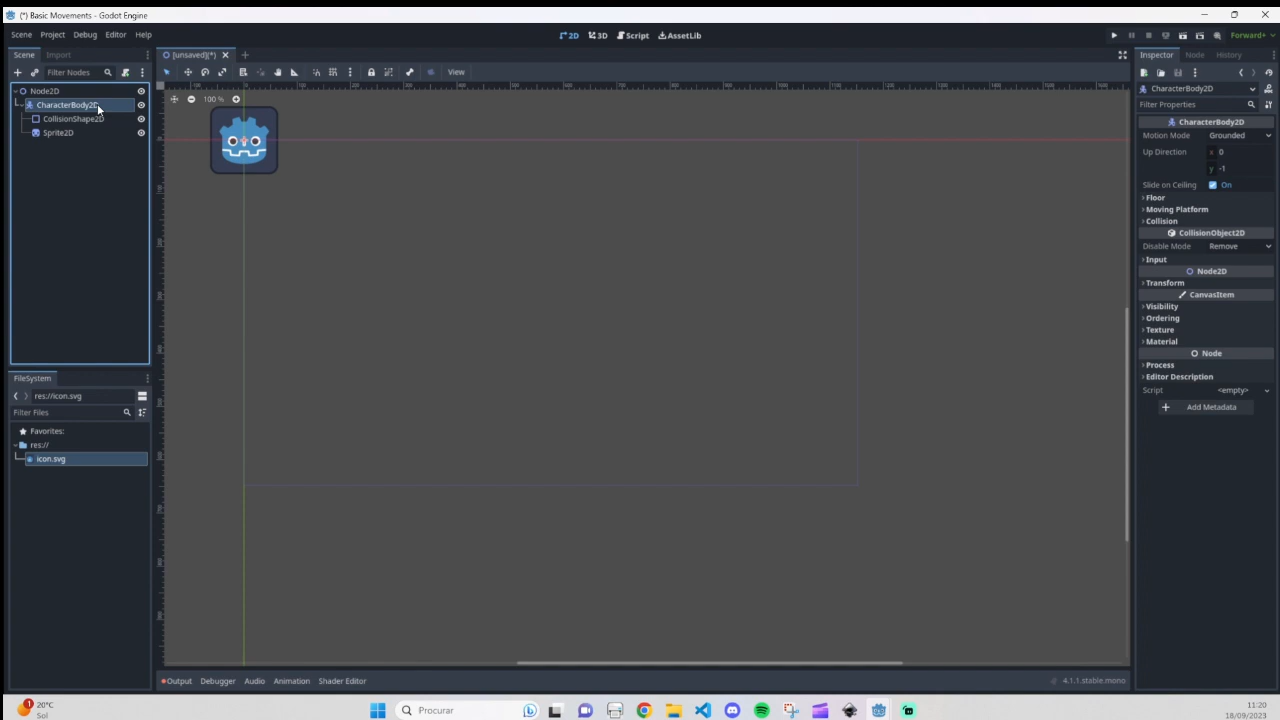 (*) Basic Movements - Godot Engine
Scene Project Debug Editor Help
2D 3D Script AssetLib
Forward+
Scene Import
[unsaved](*)
Inspector Node History
Filter Nodes
View
Node2D
CharacterBody2D
CollisionShape2D
Sprite2D
100 %
CharacterBody2D
Filter Properties
CharacterBody2D
Motion Mode Grounded
Up Direction x 0
y -1
Slide on Ceiling On
Floor
Moving Platform
Collision
CollisionObject2D
Disable Mode Remove
Input
Node2D
Transform
CanvasItem
Visibility
Ordering
Texture
Material
Node
Process
Editor Description
Script <empty>
Add Metadata
FileSystem
res://icon.svg
Filter Files
Favorites:
res://
icon.svg
Output Debugger Audio Animation Shader Editor
4.1.1.stable.mono
1
20°C
Sol
Procurar
11:20
18/09/2023